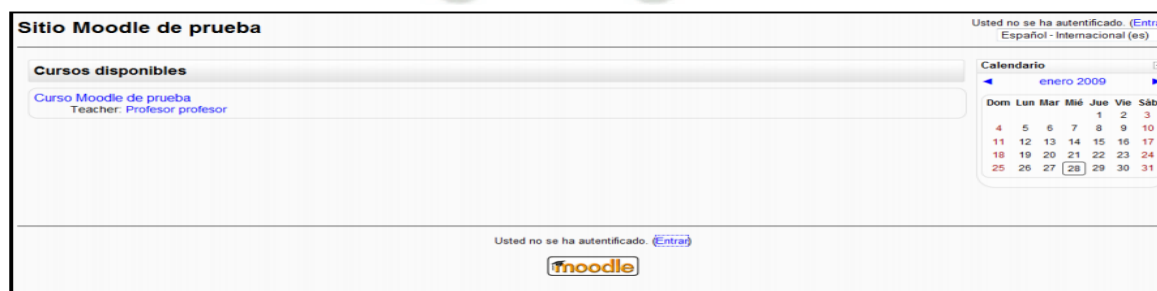 Sitio Moodle de prueba
Usted no se ha autentificado. (Entra
Español - Internacional (es)
Cursos disponibles
Curso Moodle de prueba
Teacher: Profesor profesor
Calendario
◄ enero 2009 ►
Dom Lun Mar Mié Jue Vie Sáb
1 2 3
4 5 6 7 8 9 10
11 12 13 14 15 16 17
18 19 20 21 22 23 24
25 26 27 28 29 30 31
Usted no se ha autentificado. (Entrar)
moodle